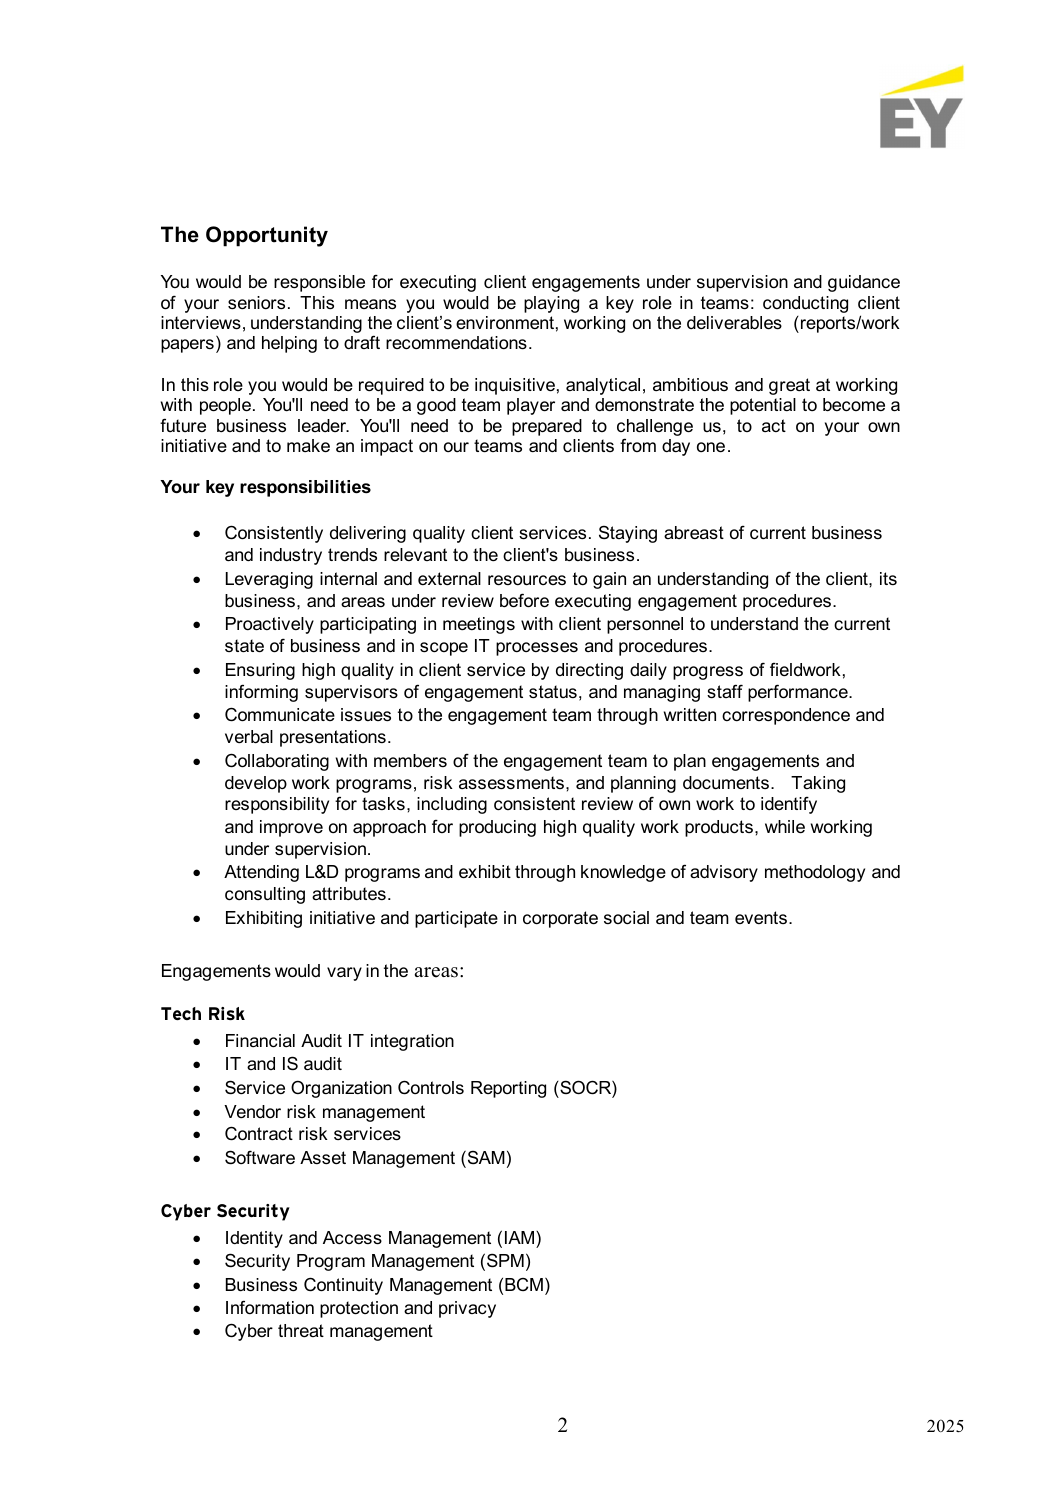 EY
The Opportunity
You would be responsible for executing client engagements under supervision and guidance
of your seniors. This means you would be playing a key role in teams: conducting client
interviews, understanding the client’s environment, working on the deliverables (reports/work
papers) and helping to draft recommendations.
In this role you would be required to be inquisitive, analytical, ambitious and great at working
with people. You'll need to be a good team player and demonstrate the potential to become a
future business leader. You'll need to be prepared to challenge us, to act on your own
initiative and to make an impact on our teams and clients from day one.
Your key responsibilities
• Consistently delivering quality client services. Staying abreast of current business
and industry trends relevant to the client's business.
• Leveraging internal and external resources to gain an understanding of the client, its
business, and areas under review before executing engagement procedures.
• Proactively participating in meetings with client personnel to understand the current
state of business and in scope IT processes and procedures.
• Ensuring high quality in client service by directing daily progress of fieldwork,
informing supervisors of engagement status, and managing staff performance.
• Communicate issues to the engagement team through written correspondence and
verbal presentations.
• Collaborating with members of the engagement team to plan engagements and
develop work programs, risk assessments, and planning documents. Taking
responsibility for tasks, including consistent review of own work to identify
and improve on approach for producing high quality work products, while working
under supervision.
• Attending L&D programs and exhibit through knowledge of advisory methodology and
consulting attributes.
• Exhibiting initiative and participate in corporate social and team events.
Engagements would vary in the areas:
Tech Risk
• Financial Audit IT integration
• IT and IS audit
• Service Organization Controls Reporting (SOCR)
• Vendor risk management
• Contract risk services
• Software Asset Management (SAM)
Cyber Security
• Identity and Access Management (IAM)
• Security Program Management (SPM)
• Business Continuity Management (BCM)
• Information protection and privacy
• Cyber threat management
2 2025